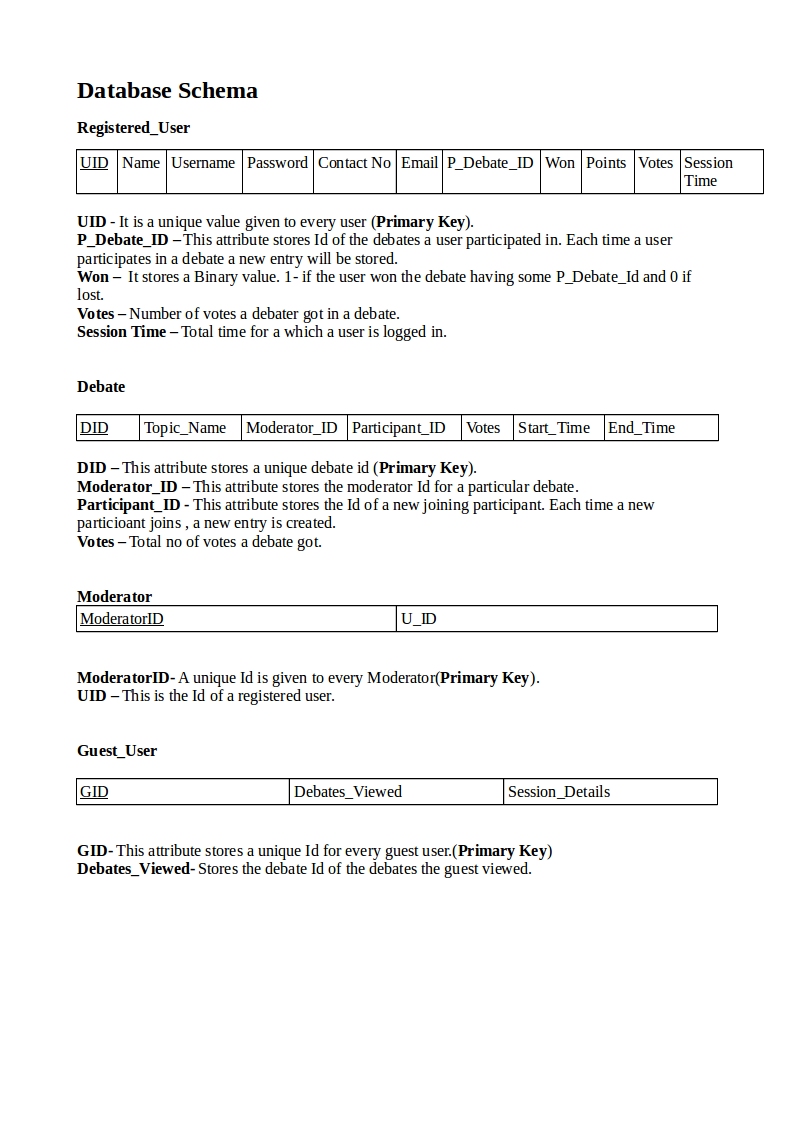 Database Schema
Registered_User
UID Name Username Password Contact No Email P_Debate_ID Won Points Votes Session
Time
UID - It is a unique value given to every user (Primary Key).
P_Debate_ID – This attribute stores Id of the debates a user participated in. Each time a user
participates in a debate a new entry will be stored.
Won –  It stores a Binary value. 1- if the user won the debate having some P_Debate_Id and 0 if
lost.
Votes – Number of votes a debater got in a debate.
Session Time – Total time for a which a user is logged in.
Debate
DID Topic_Name Moderator_ID Participant_ID Votes Start_Time End_Time
DID – This attribute stores a unique debate id (Primary Key).
Moderator_ID – This attribute stores the moderator Id for a particular debate.
Participant_ID - This attribute stores the Id of a new joining participant. Each time a new
particioant joins , a new entry is created.
Votes – Total no of votes a debate got.
Moderator
ModeratorID U_ID
ModeratorID- A unique Id is given to every Moderator(Primary Key).
UID – This is the Id of a registered user.
Guest_User
GID Debates_Viewed Session_Details
GID- This attribute stores a unique Id for every guest user.(Primary Key)
Debates_Viewed- Stores the debate Id of the debates the guest viewed.